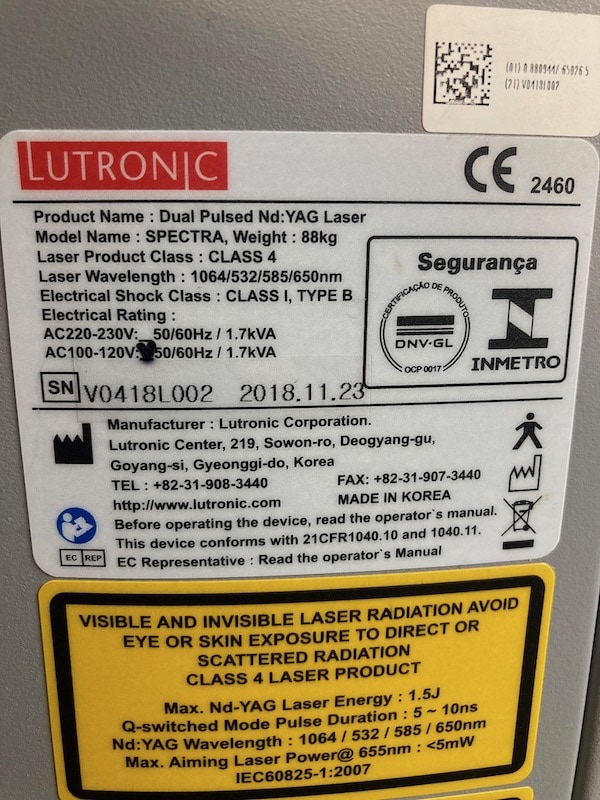 (21) V0418L002
LUTRONIC
CE 2460
Product Name : Dual Pulsed Nd:YAG Laser
Model Name : SPECTRA, Weight : 88kg
Laser Product Class : CLASS 4
Laser Wavelength : 1064/532/585/650nm
Electrical Shock Class : CLASS I, TYPE B
Electrical Rating :
AC220-230V: 50/60Hz / 1.7kVA
AC100-120V: 50/60Hz / 1.7kVA
Segurança
CERTIFICAÇÃO DE PRODUTO
DNV·GL
OCP 0017
INMETRO
SN V0418L002 2018.11.23
Manufacturer : Lutronic Corporation.
Lutronic Center, 219, Sowon-ro, Deogyang-gu,
Goyang-si, Gyeonggi-do, Korea
TEL : +82-31-908-3440 FAX: +82-31-907-3440
http://www.lutronic.com MADE IN KOREA
Before operating the device, read the operator`s manual.
This device conforms with 21CFR1040.10 and 1040.11.
EC REP EC Representative : Read the operator`s Manual
VISIBLE AND INVISIBLE LASER RADIATION AVOID
EYE OR SKIN EXPOSURE TO DIRECT OR
SCATTERED RADIATION
CLASS 4 LASER PRODUCT
Max. Nd-YAG Laser Energy : 1.5J
Q-switched Mode Pulse Duration : 5 ~ 10ns
Nd:YAG Wavelength : 1064 / 532 / 585 / 650nm
Max. Aiming Laser Power@ 655nm : <5mW
IEC60825-1:2007